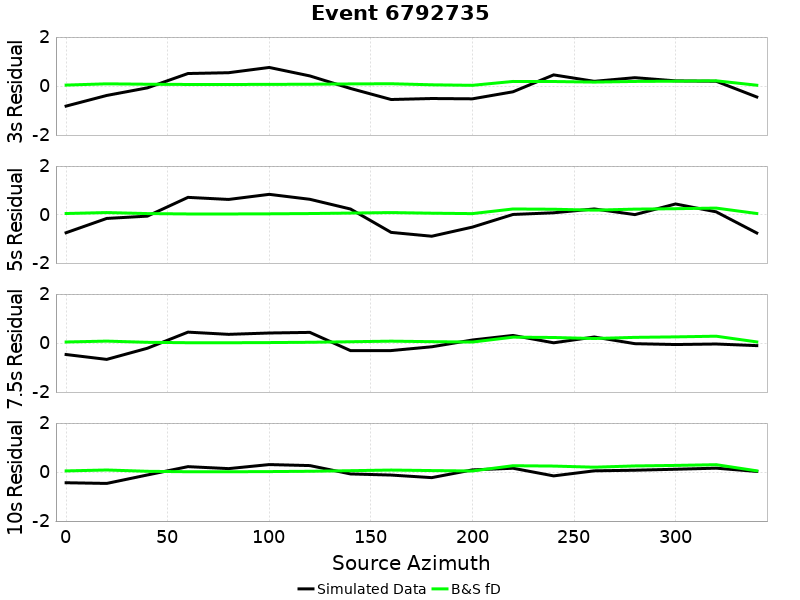 Event 6792735
3s Residual
2
0
-2
5s Residual
2
0
-2
7.5s Residual
2
0
-2
10s Residual
2
0
-2
0 50 100 150 200 250 300
Source Azimuth
Simulated Data B&S fD